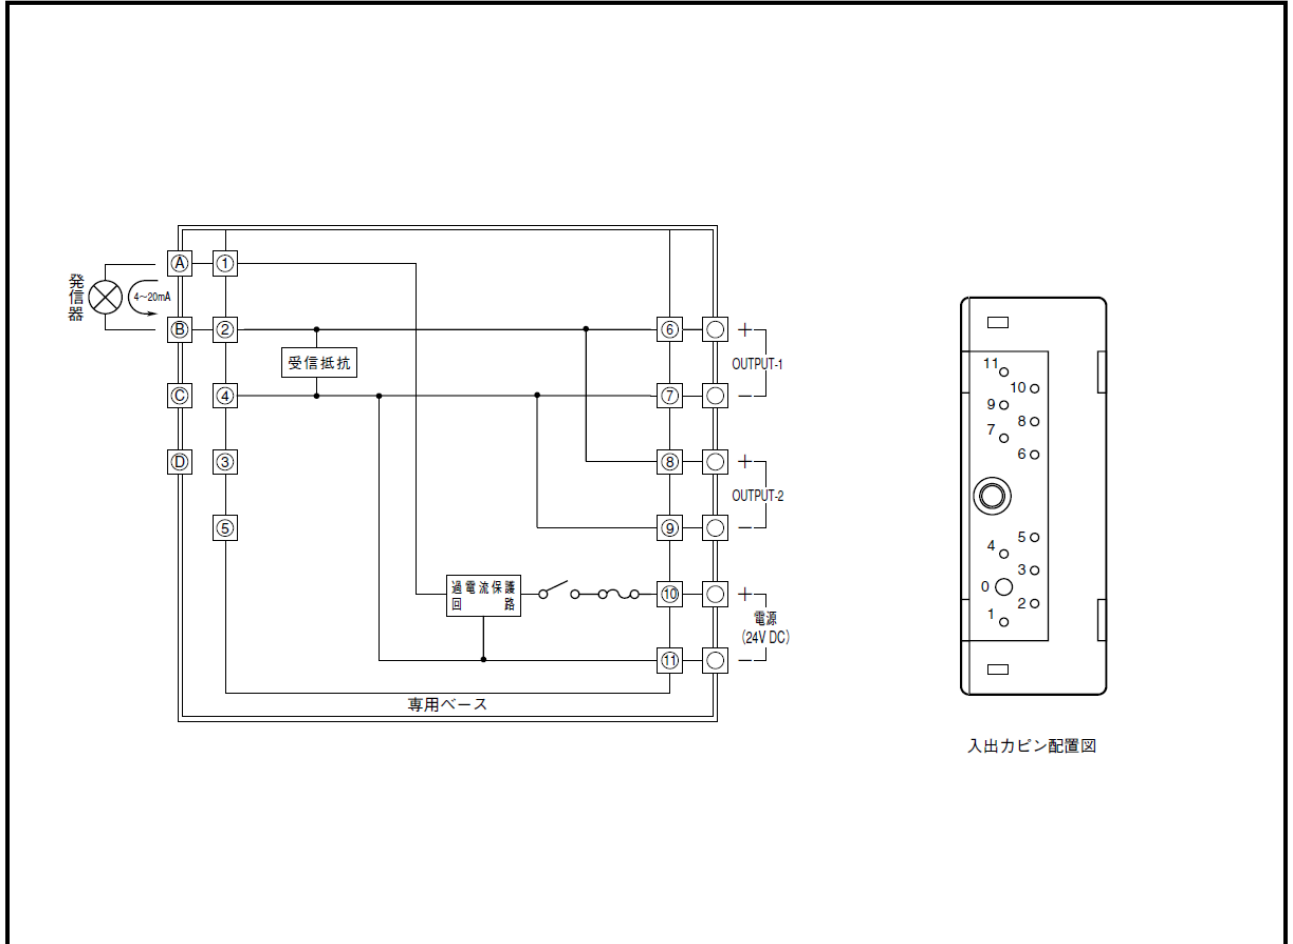 発信器
4～20mA
Ⓐ ①
Ⓑ ② ⑥ ＋
受信抵抗
OUTPUT-1
Ⓒ ④ ⑦ －
Ⓓ ③ ⑧ ＋
OUTPUT-2
⑤ ⑨ －
過電流保護
回路
⑩ ＋
電源
(24V DC)
⑪ －
専用ベース
11
10
9
8
7
6
5
4
3
0
2
1
入出力ピン配置図